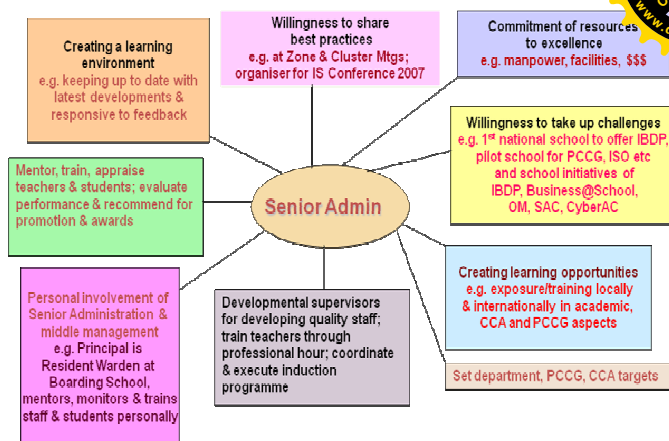 Creating a learning
environment
e.g. keeping up to date with
latest developments &
responsive to feedback
Willingness to share
best practices
e.g. at Zone & Cluster Mtgs;
organiser for IS Conference 2007
Commitment of resources
to excellence
e.g. manpower, facilities, $$$
Mentor, train, appraise
teachers & students; evaluate
performance & recommend for
promotion & awards
Senior Admin
Willingness to take up challenges
e.g. 1st national school to offer IBDP,
pilot school for PCCG, ISO etc
and school initiatives of
IBDP, Business@School,
OM, SAC, CyberAC
Personal involvement of
Senior Administration &
middle management
e.g. Principal is
Resident Warden at
Boarding School,
mentors, monitors & trains
staff & students personally
Developmental supervisors
for developing quality staff;
train teachers through
professional hour; coordinate
& execute induction
programme
Creating learning opportunities
e.g. exposure/training locally
& internationally in academic,
CCA and PCCG aspects
Set department, PCCG, CCA targets